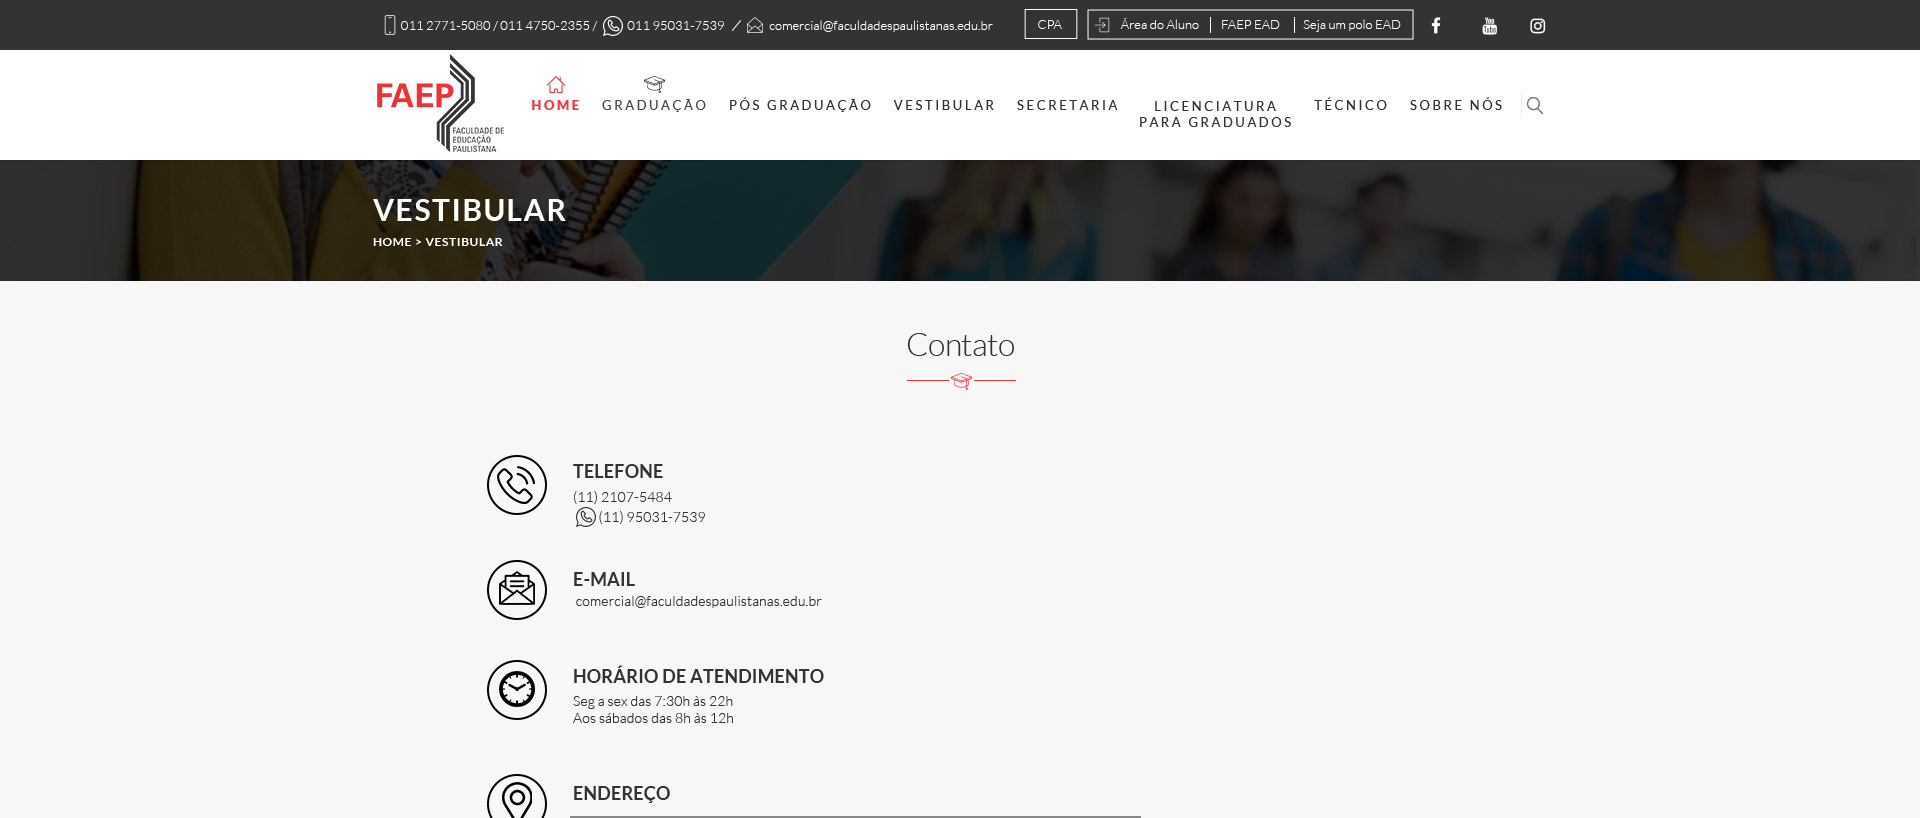 011 2771-5080 / 011 4750-2355 / 011 95031-7539 / comercial@faculdadespaulistanas.edu.br
CPA
Área do Aluno | FAEP EAD | Seja um polo EAD
FAEP
FACULDADE DE
EDUCAÇÃO
PAULISTANA
HOME
GRADUAÇÃO
PÓS GRADUAÇÃO
VESTIBULAR
SECRETARIA
LICENCIATURA
PARA GRADUADOS
TÉCNICO
SOBRE NÓS
VESTIBULAR
HOME > VESTIBULAR
Contato
TELEFONE
(11) 2107-5484
(11) 95031-7539
E-MAIL
comercial@faculdadespaulistanas.edu.br
HORÁRIO DE ATENDIMENTO
Seg a sex das 7:30h às 22h
Aos sábados das 8h às 12h
ENDEREÇO